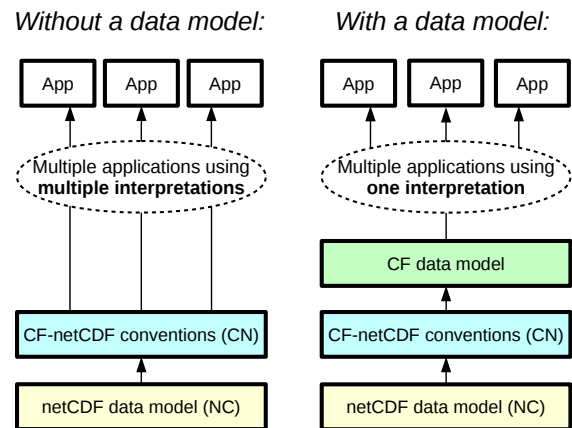 Without a data model:
App App App
Multiple applications using
multiple interpretations
CF-netCDF conventions (CN)
netCDF data model (NC)
With a data model:
App App App
Multiple applications using
one interpretation
CF data model
CF-netCDF conventions (CN)
netCDF data model (NC)